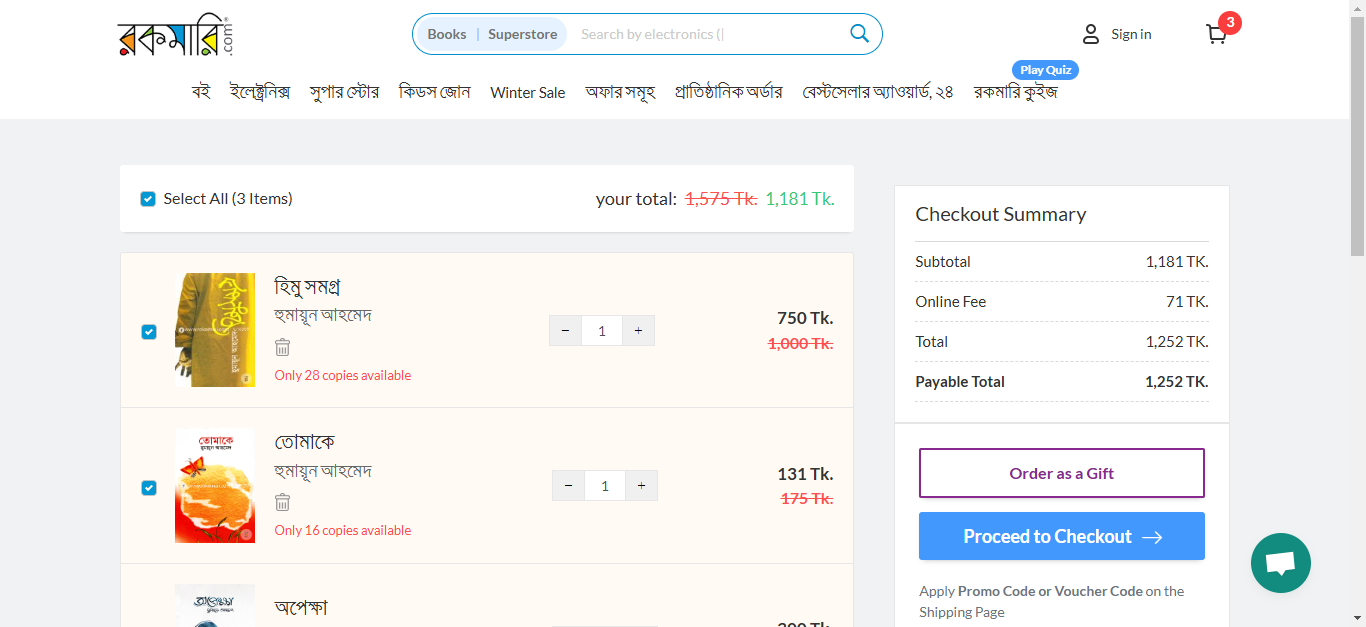 রকমারি.com
Books | Superstore Search by electronics (|
Sign in
3
Play Quiz
বই ইলেক্ট্রনিক্স সুপার স্টোর কিডস জোন Winter Sale অফার সমূহ প্রাতিষ্ঠানিক অর্ডার বেস্টসেলার অ্যাওয়ার্ড, ২৪ রকমারি কুইজ
Select All (3 Items)
your total: 1,575 Tk. 1,181 Tk.
হিমু সমগ্র
হুমায়ূন আহমেদ
Only 28 copies available
− 1 +
750 Tk.
1,000 Tk.
তোমাকে
হুমায়ূন আহমেদ
তোমাকে
হুমায়ূন আহমেদ
Only 16 copies available
− 1 +
131 Tk.
175 Tk.
অপেক্ষা
Checkout Summary
Subtotal 1,181 TK.
Online Fee 71 TK.
Total 1,252 TK.
Payable Total 1,252 TK.
Order as a Gift
Proceed to Checkout →
Apply Promo Code or Voucher Code on the
Shipping Page